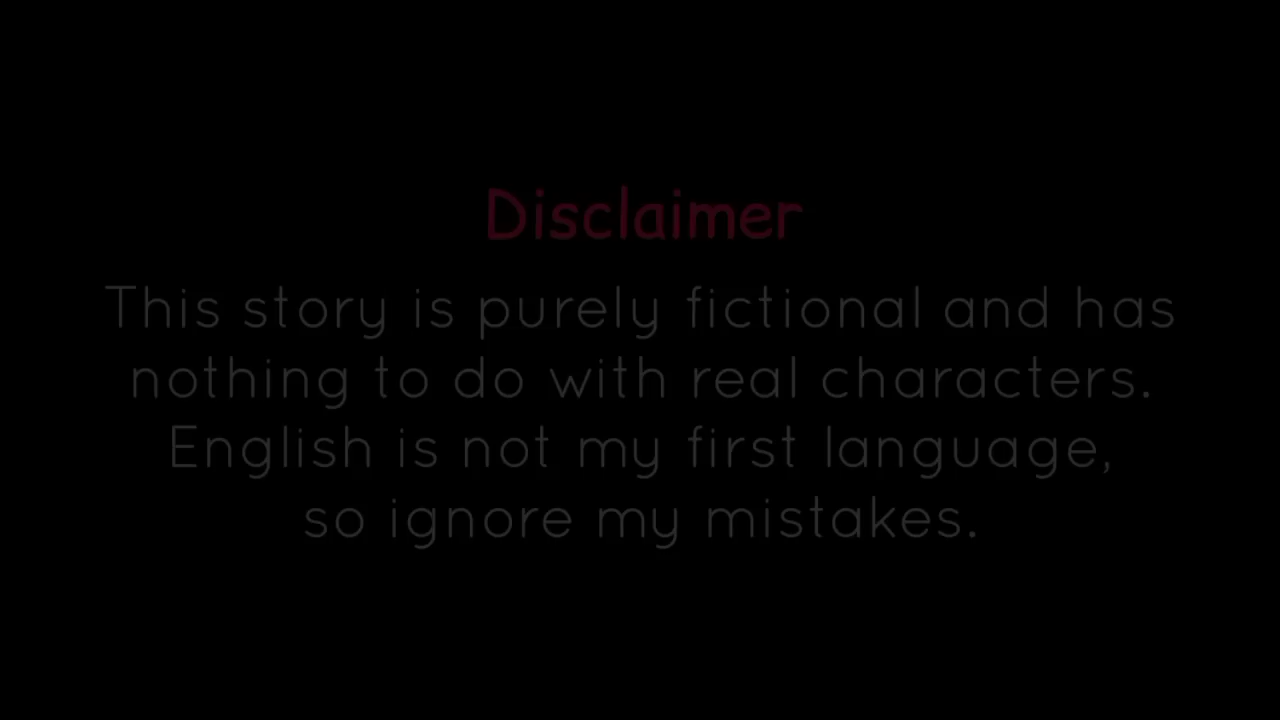 Disclaimer
This story is purely fictional and has
nothing to do with real characters.
English is not my first language,
so ignore my mistakes.